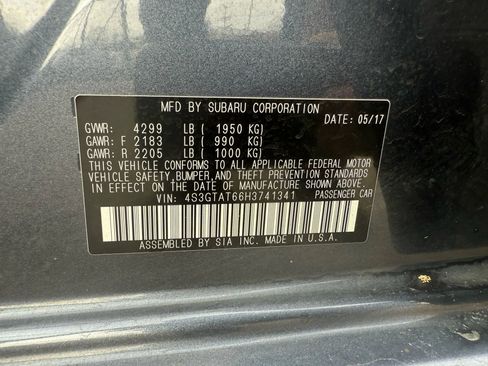 MFD BY SUBARU CORPORATION
DATE: 05/17
GVWR: 4299 LB ( 1950 KG)
GAWR: F 2183 LB ( 990 KG)
GAWR: R 2205 LB ( 1000 KG)
THIS VEHICLE CONFORMS TO ALL APPLICABLE FEDERAL MOTOR
VEHICLE SAFETY, BUMPER, AND THEFT PREVENTION STANDARDS
IN EFFECT ON THE DATE OF MANUFACTURE SHOWN ABOVE.
VIN: 4S3GTAT66H3741341 PASSENGER CAR
ASSEMBLED BY SIA INC. MADE IN U.S.A.